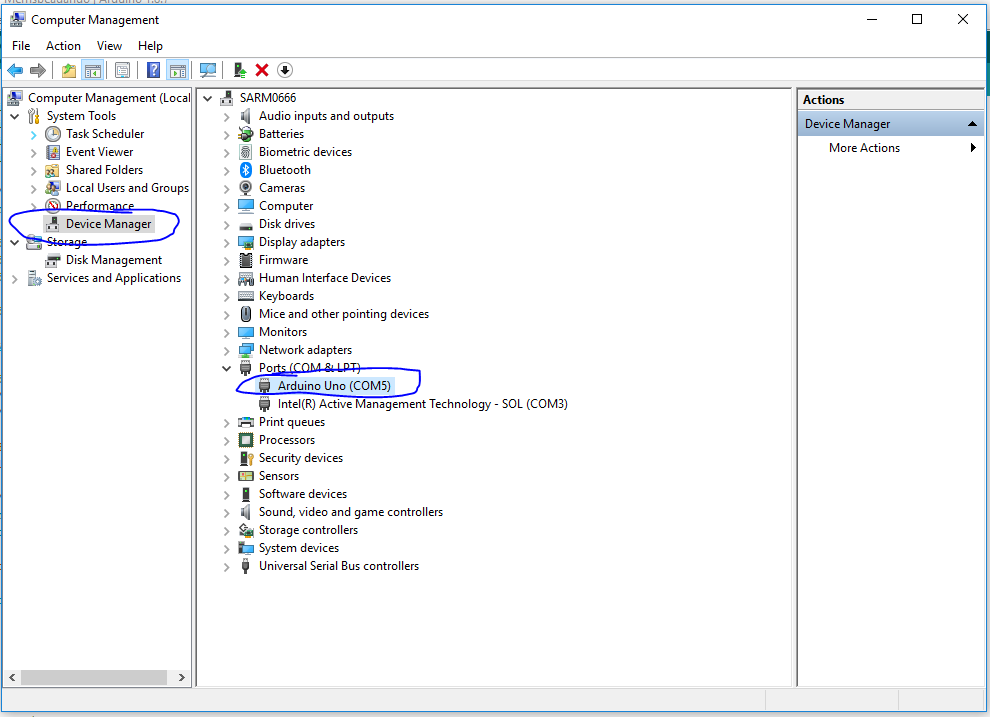 Computer Management
File Action View Help
Computer Management (Local
System Tools
Task Scheduler
Event Viewer
Shared Folders
Local Users and Groups
Performance
Device Manager
Storage
Disk Management
Services and Applications
SARM0666
Audio inputs and outputs
Batteries
Biometric devices
Bluetooth
Cameras
Computer
Disk drives
Display adapters
Firmware
Human Interface Devices
Keyboards
Mice and other pointing devices
Monitors
Network adapters
Ports (COM & LPT)
Arduino Uno (COM5)
Intel(R) Active Management Technology - SOL (COM3)
Print queues
Processors
Security devices
Sensors
Software devices
Sound, video and game controllers
Storage controllers
System devices
Universal Serial Bus controllers
Actions
Device Manager
More Actions